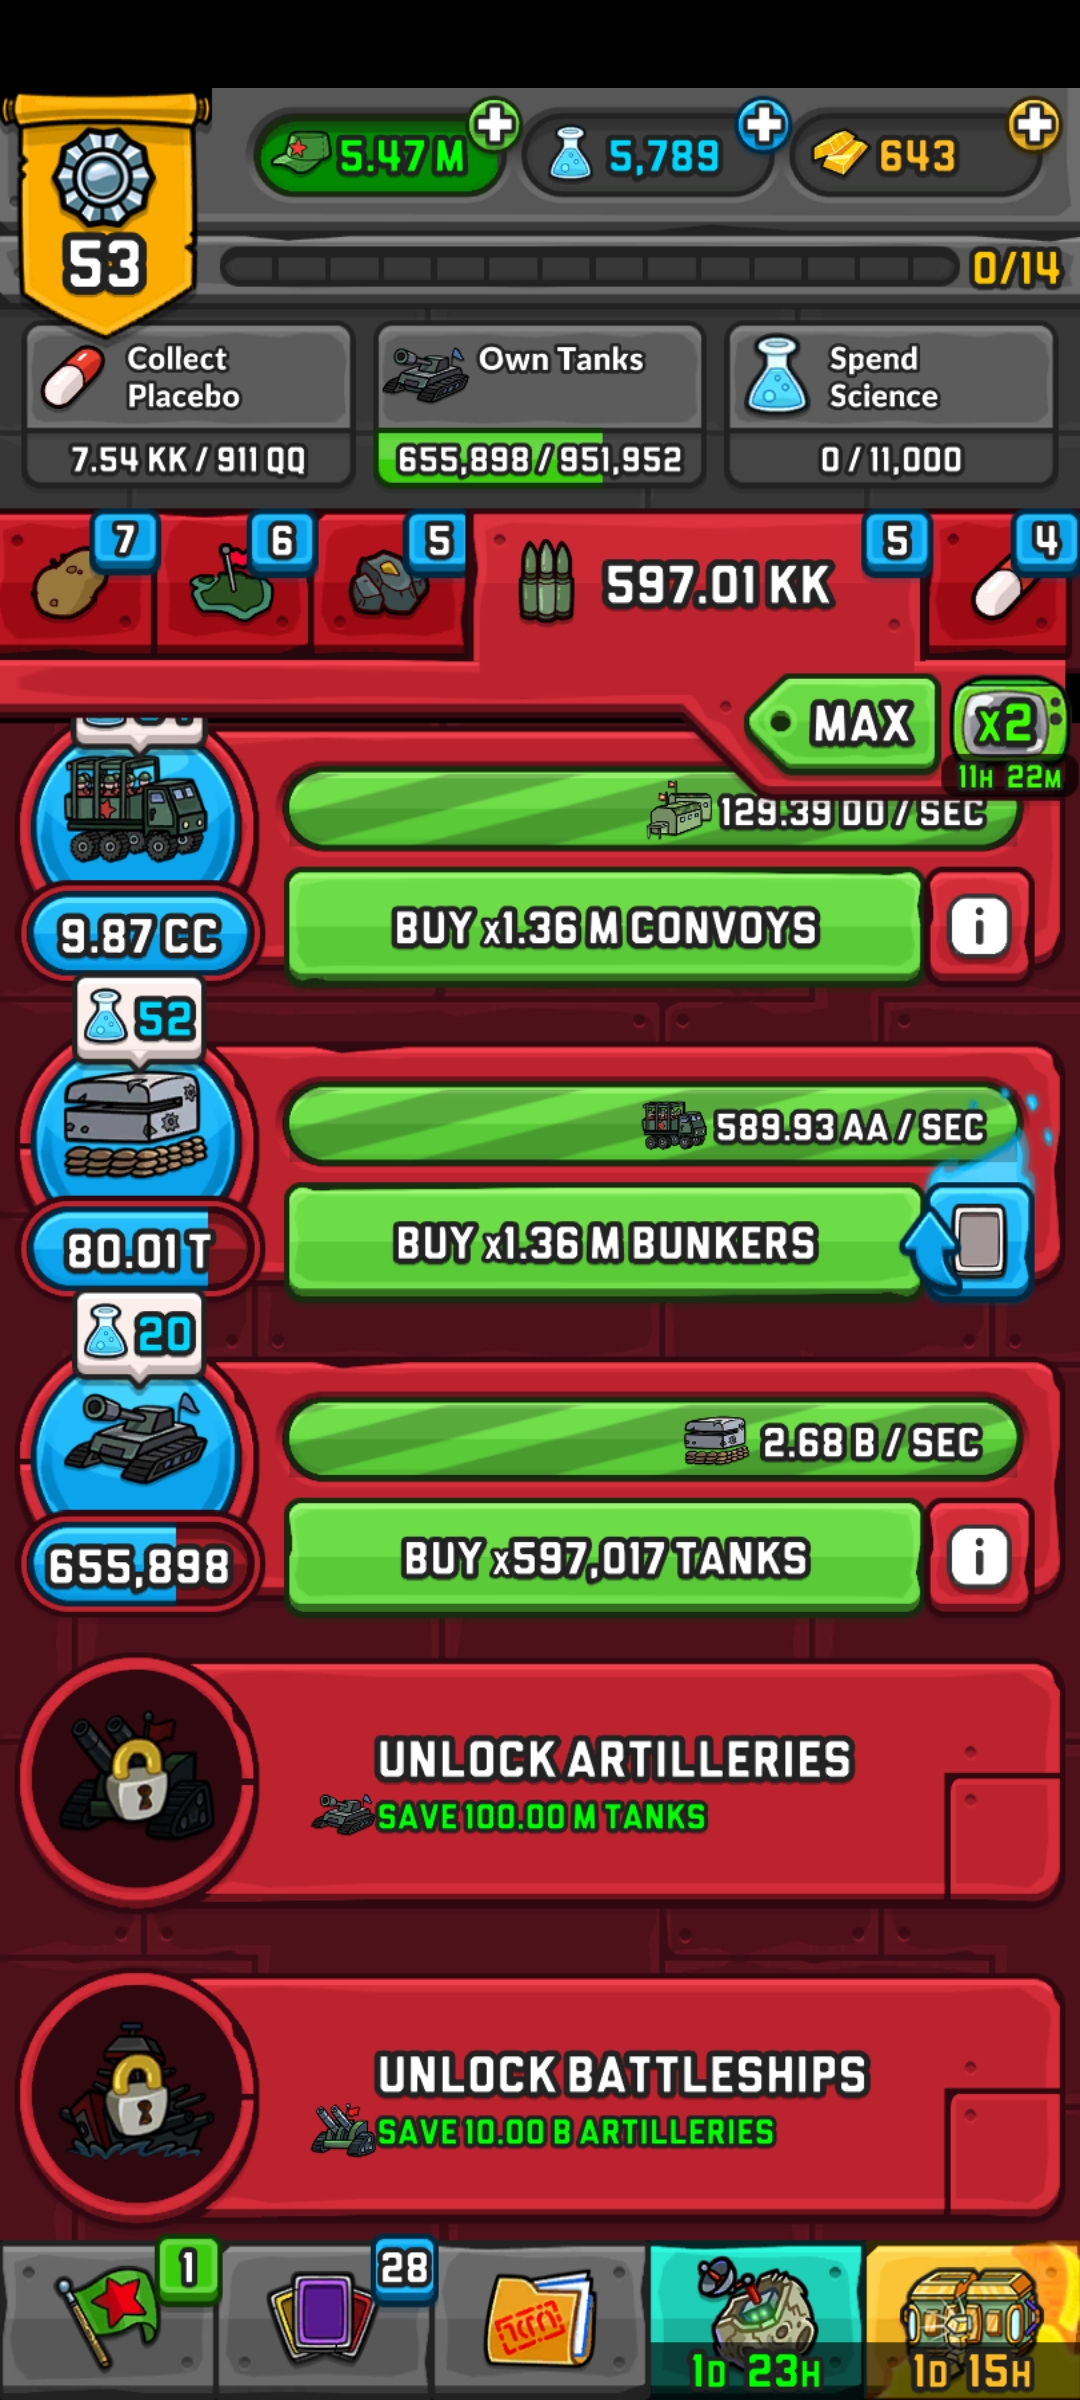 5.47 M
5,789
643
53
0/14
Collect
Placebo
Own Tanks
Spend
Science
7.54 KK / 911 QQ
655,898 / 951,952
0 / 11,000
7
6
5
597.01 KK
5
4
MAX
x2
11H 22M
129.39 DD / SEC
BUY x1.36 M CONVOYS
i
9.87 CC
52
589.93 AA / SEC
BUY x1.36 M BUNKERS
80.01 T
20
2.68 B / SEC
BUY x597,017 TANKS
i
655,898
UNLOCK ARTILLERIES
SAVE 100.00 M TANKS
UNLOCK BATTLESHIPS
SAVE 10.00 B ARTILLERIES
1
28
1D 23H
1D 15H